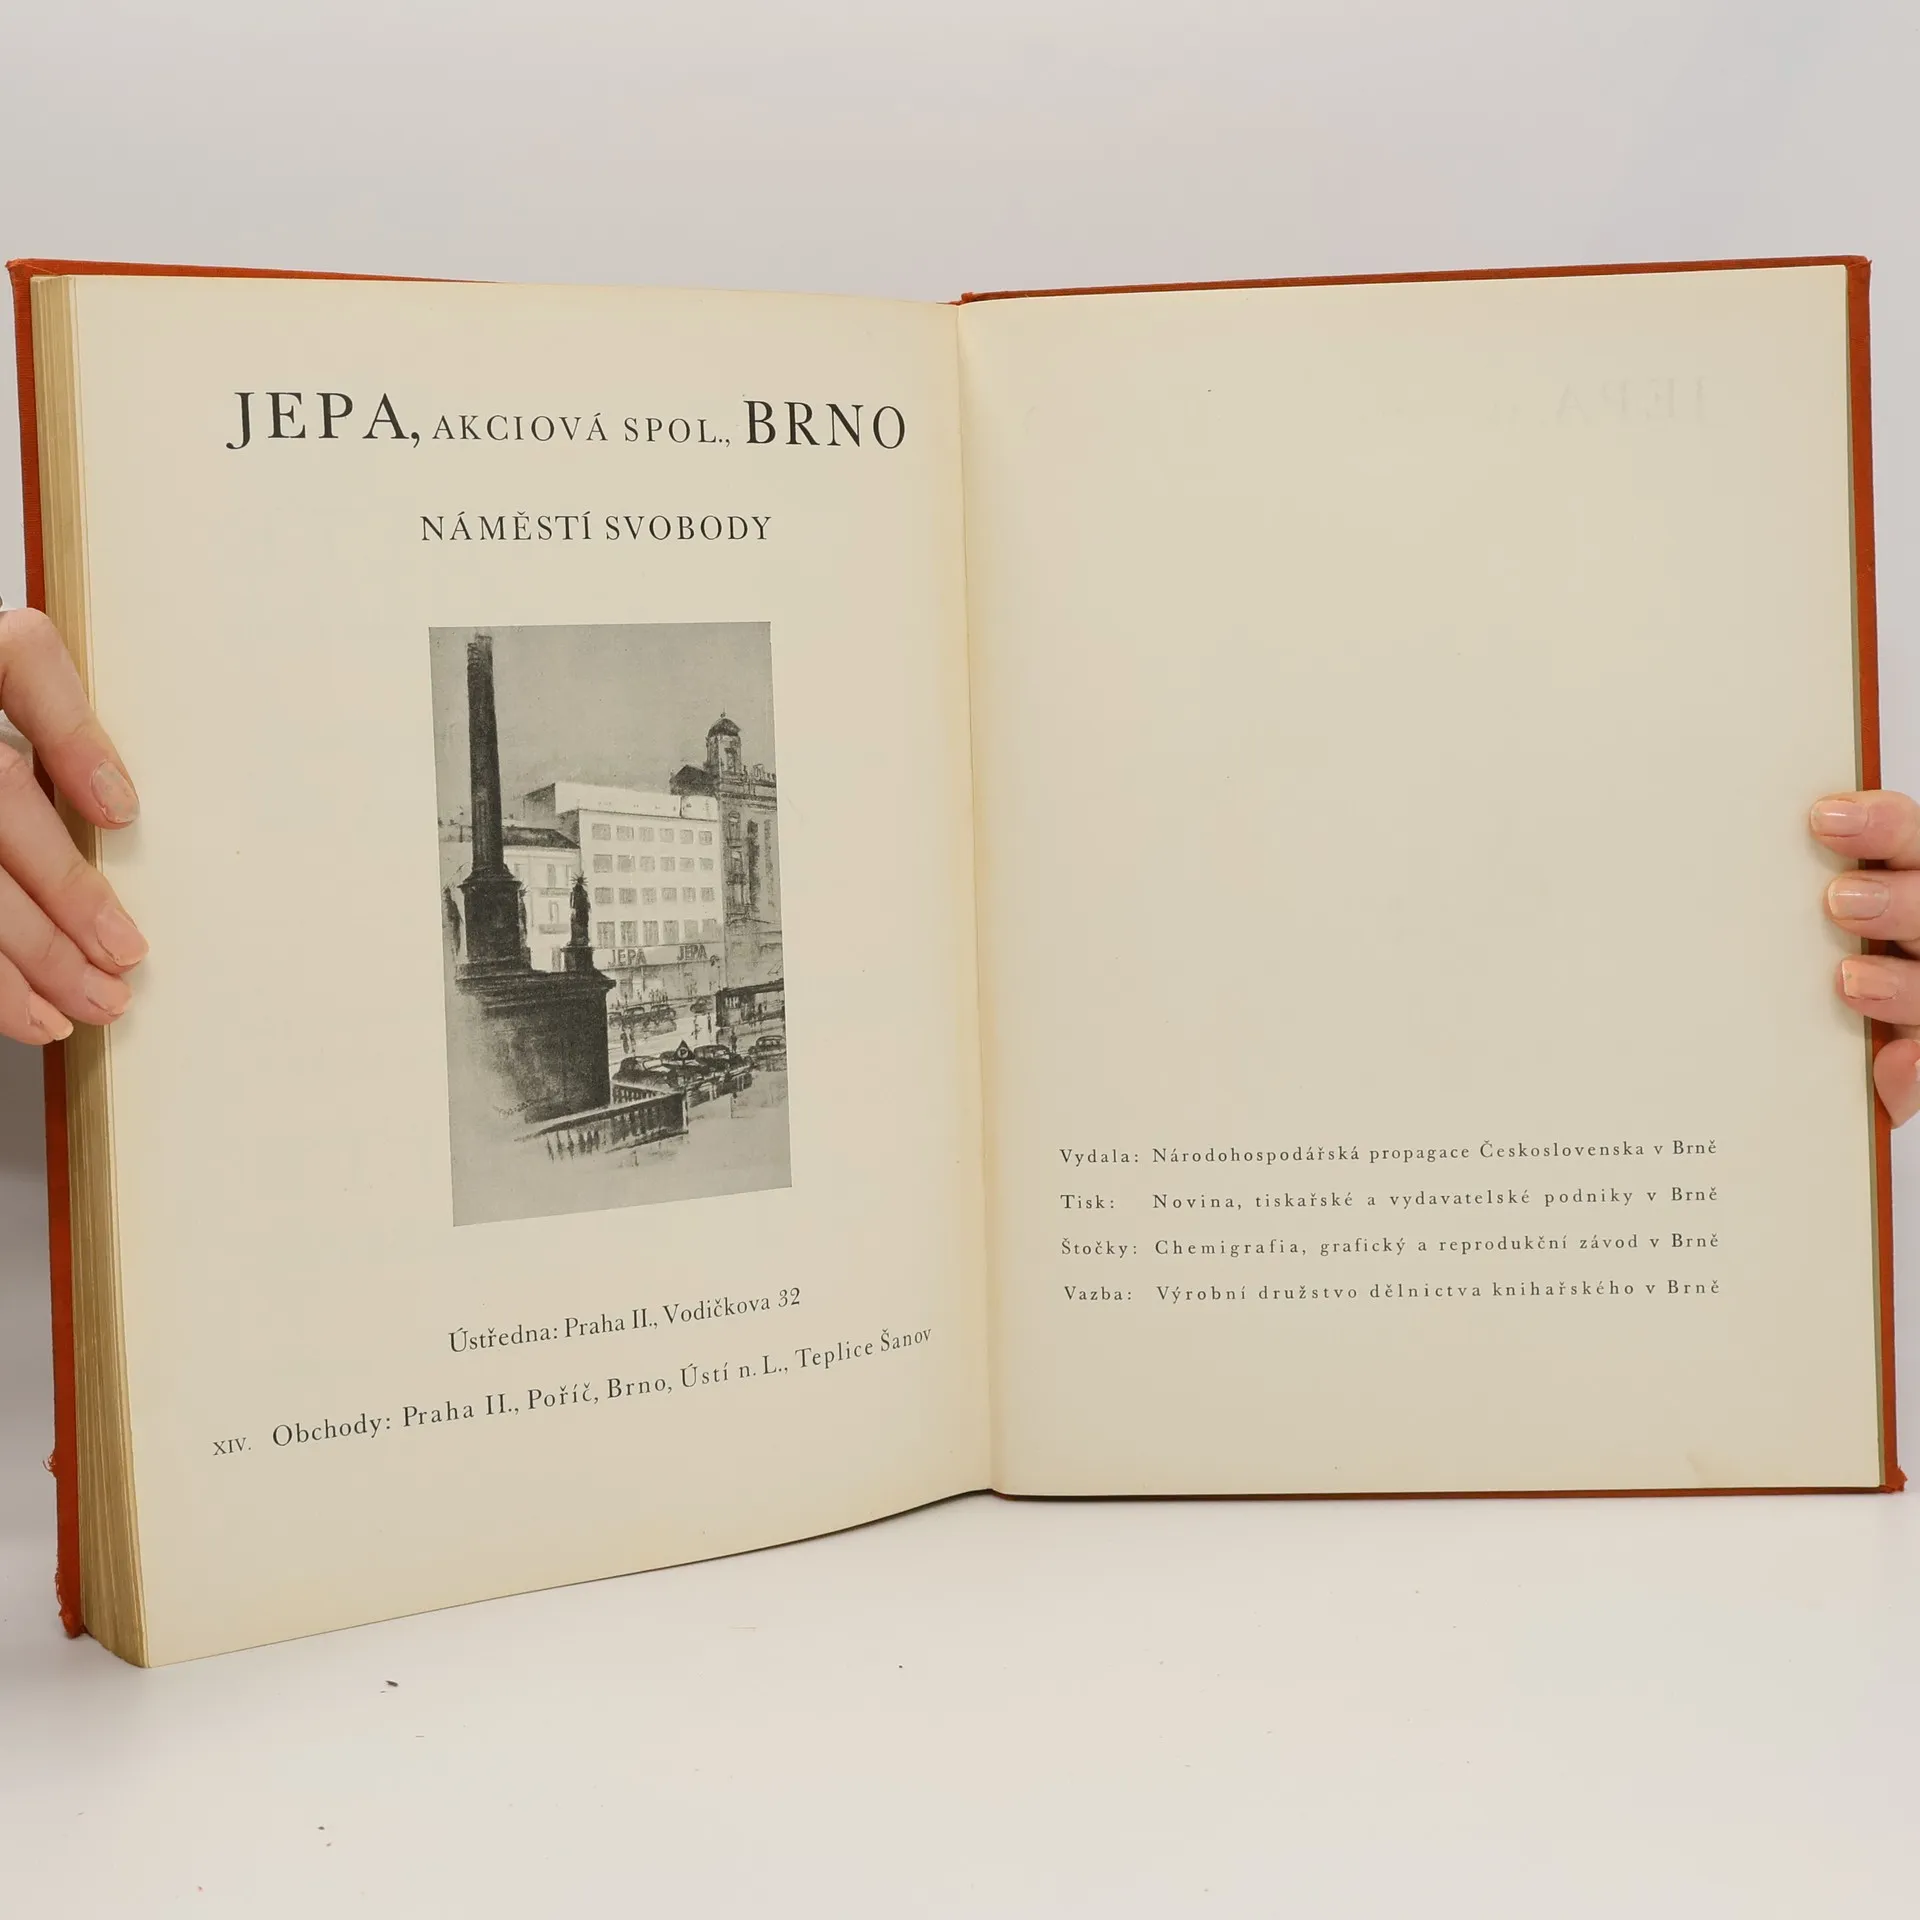 JEPA, AKCIOVÁ SPOL., BRNO
NÁMĚSTÍ SVOBODY
JEPA JEPA
P
Ústředna: Praha II., Vodičkova 32
XIV. Obchody: Praha II., Poříč, Brno, Ústí n. L., Teplice Šanov
Vydala: Národohospodářská propagace Československa v Brně
Tisk: Novina, tiskařské a vydavatelské podniky v Brně
Štočky: Chemigrafia, grafický a reprodukční závod v Brně
Vazba: Výrobní družstvo dělnictva knihařského v Brně